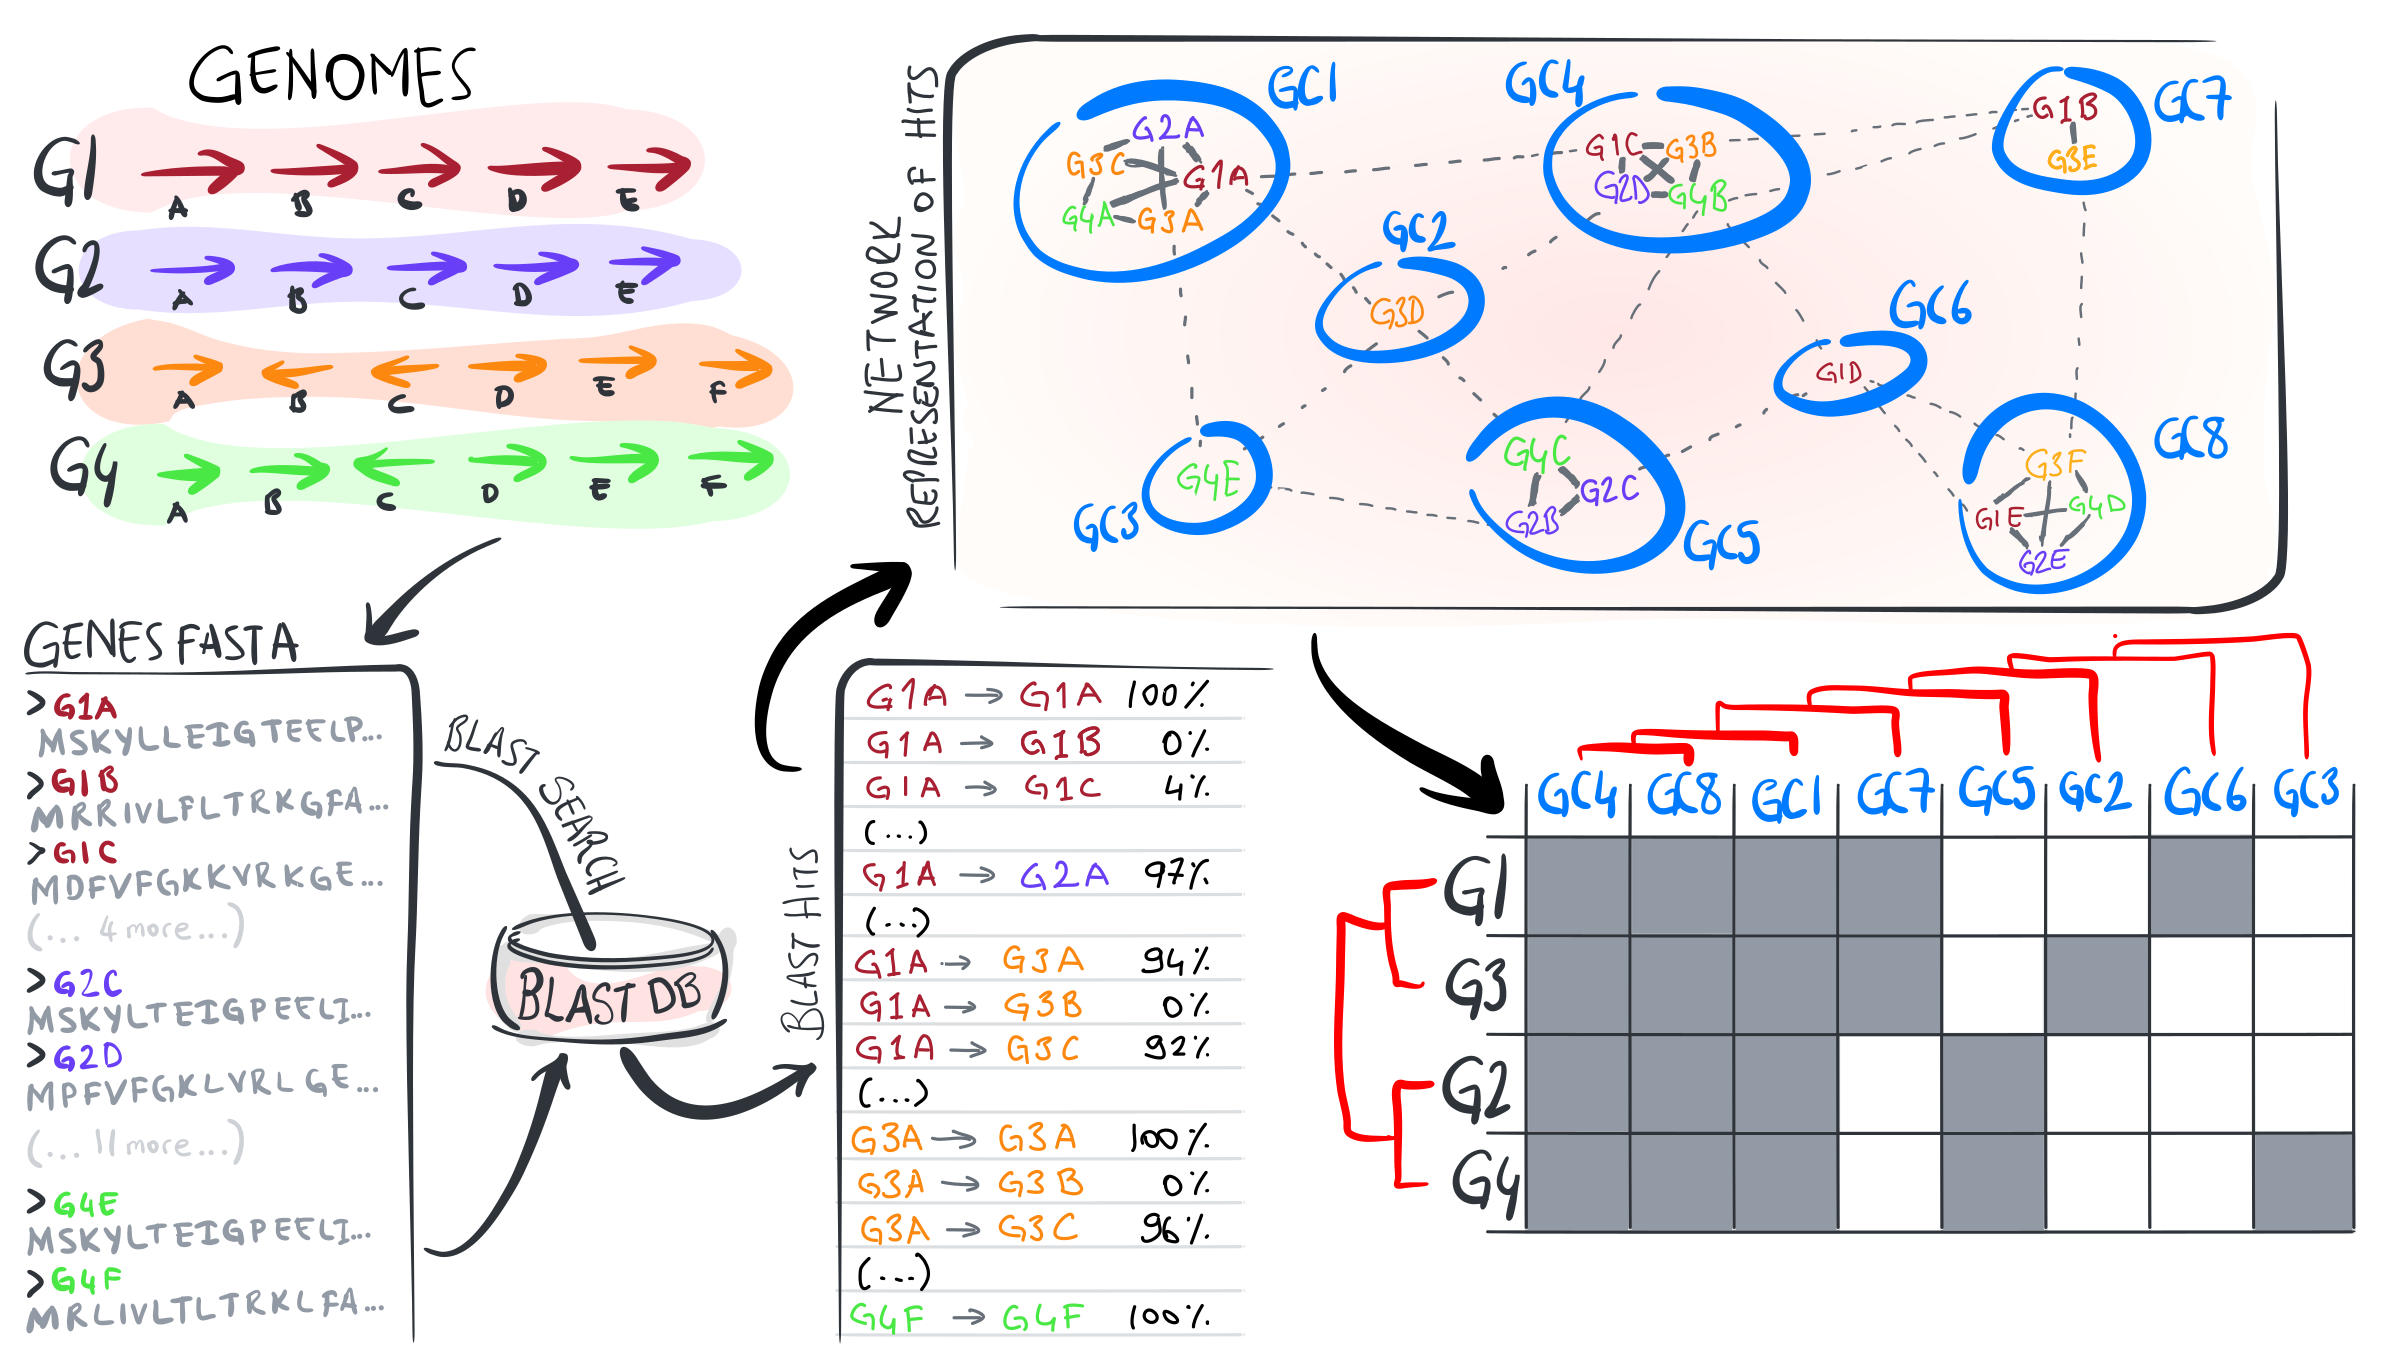 GENOMES
G1
A B C D E
G2
A B C D E
G3
A B C D E F
G4
A B C D E F
GENES FASTA
>G1A
MSKYLLEIGTEELP...
>G1B
MRRIVLFLTRKGFA...
>G1C
MDFVFGKKVRKGE...
(... 4 more...)
>G2C
MSKYLTEIGPEELI...
>G2D
MPFVFGKLVRLGE...
(... 11 more...)
>G4E
MSKYLTEIGPEELI...
>G4F
MRLIVLTLTRKLFA...
BLAST SEARCH
BLAST DB
BLAST HITS
G1A → G1A 100%
G1A → G1B 0%
G1A → G1C 4%
(...)
G1A → G2A 97%
(...)
G1A → G3A 94%
G1A → G3B 0%
G1A → G3C 92%
(...)
G3A → G3A 100%
G3A → G3B 0%
G3A → G3C 96%
(...)
G4F → G4F 100%
NETWORK
REPRESENTATION OF HITS
GC1
G2A
G3C
G1A
G4A G3A
GC4
G1C G3B
G2D G4B
GC7
G1B
G3E
GC2
G3D
GC6
G1D
GC3
G4E
GC5
G4C
G2C
G2B
GC8
G3F
G1E G4D
G2E
GC4 GC8 GC1 GC7 GC5 GC2 GC6 GC3
G1
G3
G2
G4